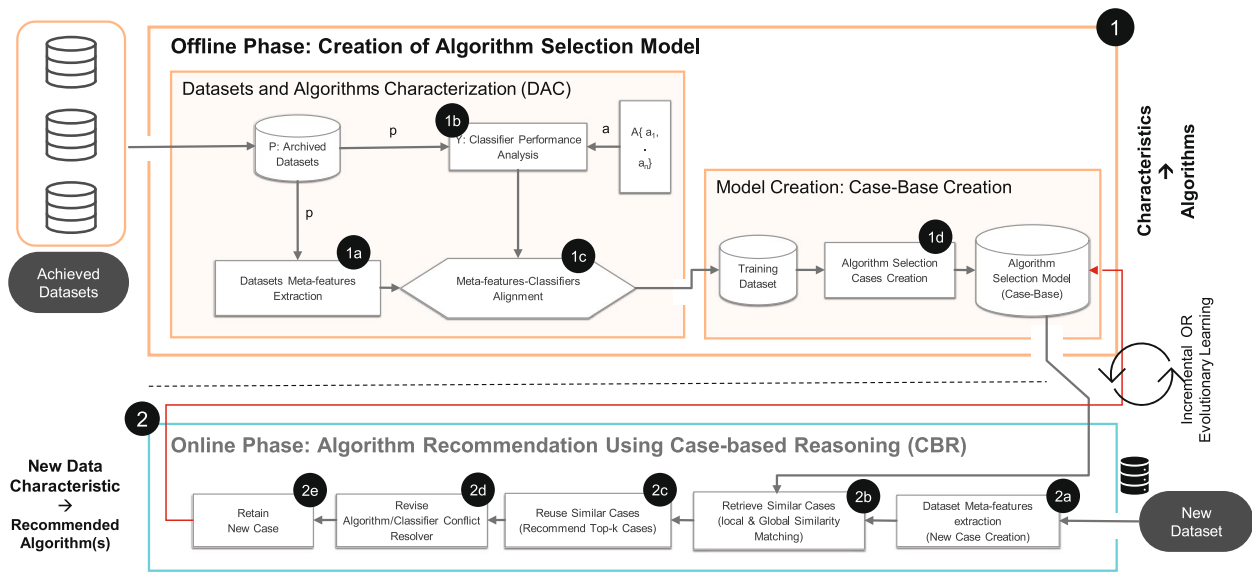 1
Offline Phase: Creation of Algorithm Selection Model
Datasets and Algorithms Characterization (DAC)
1b
p
a
P: Archived
Datasets
Y: Classifier Performance
Analysis
A{ a1,
.
an}
p
1a
1c
Datasets Meta-features
Extraction
Meta-features-Classifiers
Alignment
Achieved
Datasets
Model Creation: Case-Base Creation
1d
Training
Dataset
Algorithm Selection
Cases Creation
Algorithm
Selection Model
(Case-Base)
Characteristics
→
Algorithms
Incremental OR
Evolutionary Learning
2
Online Phase: Algorithm Recommendation Using Case-based Reasoning (CBR)
New Data
Characteristic
→
Recommended
Algorithm(s)
2e
Retain
New Case
2d
Revise
Algorithm/Classifier Conflict
Resolver
2c
Reuse Similar Cases
(Recommend Top-k Cases)
2b
Retrieve Similar Cases
(local & Global Similarity
Matching)
2a
Dataset Meta-features
extraction
(New Case Creation)
New
Dataset